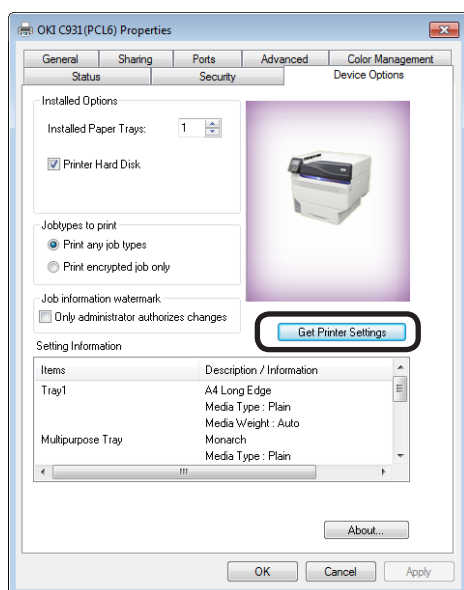 OKI C931(PCL6) Properties
General Sharing Ports Advanced Color Management
Status Security Device Options
Installed Options
Installed Paper Trays: 1
Printer Hard Disk
Jobtypes to print
Print any job types
Print encrypted job only
Job information watermark
Only administrator authorizes changes
Get Printer Settings
Setting Information
Items Description / Information
Tray1 A4 Long Edge
Media Type : Plain
Media Weight : Auto
Multipurpose Tray Monarch
Media Type : Plain
About...
OK Cancel Apply